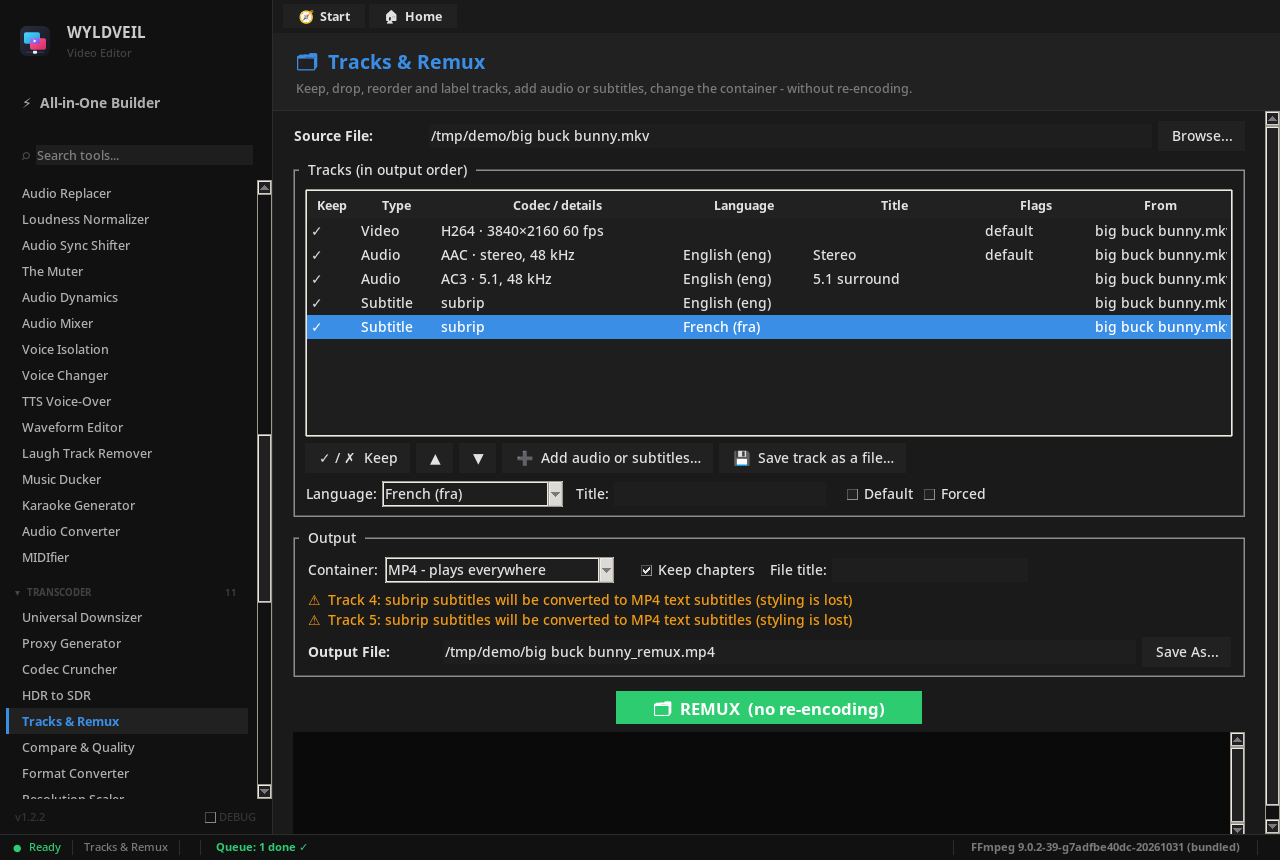 WYLDVEIL
Video Editor
⚡ All-in-One Builder
Search tools...
Audio Replacer
Loudness Normalizer
Audio Sync Shifter
The Muter
Audio Dynamics
Audio Mixer
Voice Isolation
Voice Changer
TTS Voice-Over
Waveform Editor
Laugh Track Remover
Music Ducker
Karaoke Generator
Audio Converter
MIDIfier
▾ TRANSCODER 11
Universal Downsizer
Proxy Generator
Codec Cruncher
HDR to SDR
Tracks & Remux
Compare & Quality
Format Converter
Resolution Scaler
v1.2.2 DEBUG
🧭 Start 🏠 Home
🗂 Tracks & Remux
Keep, drop, reorder and label tracks, add audio or subtitles, change the container - without re-encoding.
Source File: /tmp/demo/big buck bunny.mkv Browse...
Tracks (in output order)
Keep Type Codec / details Language Title Flags From
✓ Video H264 · 3840×2160 60 fps default big buck bunny.mk
✓ Audio AAC · stereo, 48 kHz English (eng) Stereo default big buck bunny.mk
✓ Audio AC3 · 5.1, 48 kHz English (eng) 5.1 surround big buck bunny.mk
✓ Subtitle subrip English (eng) big buck bunny.mk
✓ Subtitle subrip French (fra) big buck bunny.mk
✓ / ✗ Keep ▲ ▼ ➕ Add audio or subtitles... 💾 Save track as a file...
Language: French (fra) Title: Default Forced
Output
Container: MP4 - plays everywhere Keep chapters File title:
⚠ Track 4: subrip subtitles will be converted to MP4 text subtitles (styling is lost)
⚠ Track 5: subrip subtitles will be converted to MP4 text subtitles (styling is lost)
Output File: /tmp/demo/big buck bunny_remux.mp4 Save As...
🗂 REMUX (no re-encoding)
● Ready Tracks & Remux Queue: 1 done ✓ FFmpeg 9.0.2-39-g7adfbe40dc-20261031 (bundled)